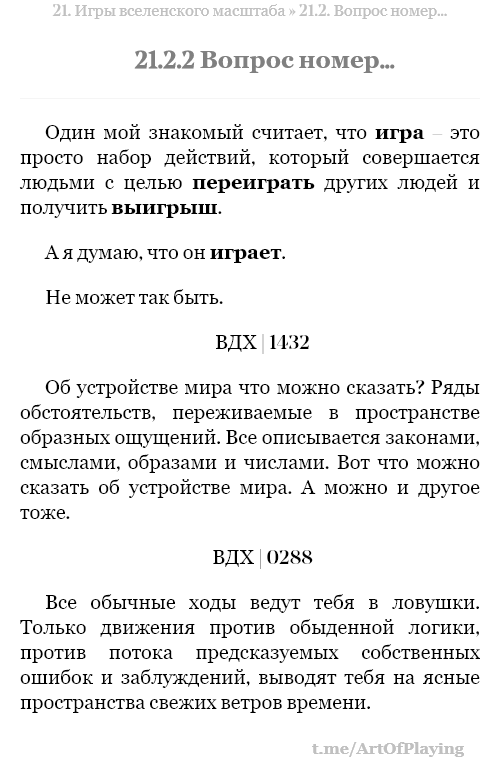 21. Игры вселенского масштаба » 21.2. Вопрос номер...
21.2.2 Вопрос номер...
Один мой знакомый считает, что игра – это
просто набор действий, который совершается
людьми с целью переиграть других людей и
получить выигрыш.
А я думаю, что он играет.
Не может так быть.
ВДХ | 1432
Об устройстве мира что можно сказать? Ряды
обстоятельств, переживаемые в пространстве
образных ощущений. Все описывается законами,
смыслами, образами и числами. Вот что можно
сказать об устройстве мира. А можно и другое
тоже.
ВДХ | 0288
Все обычные ходы ведут тебя в ловушки.
Только движения против обыденной логики,
против потока предсказуемых собственных
ошибок и заблуждений, выводят тебя на ясные
пространства свежих ветров времени.
t.me/ArtOfPlaying